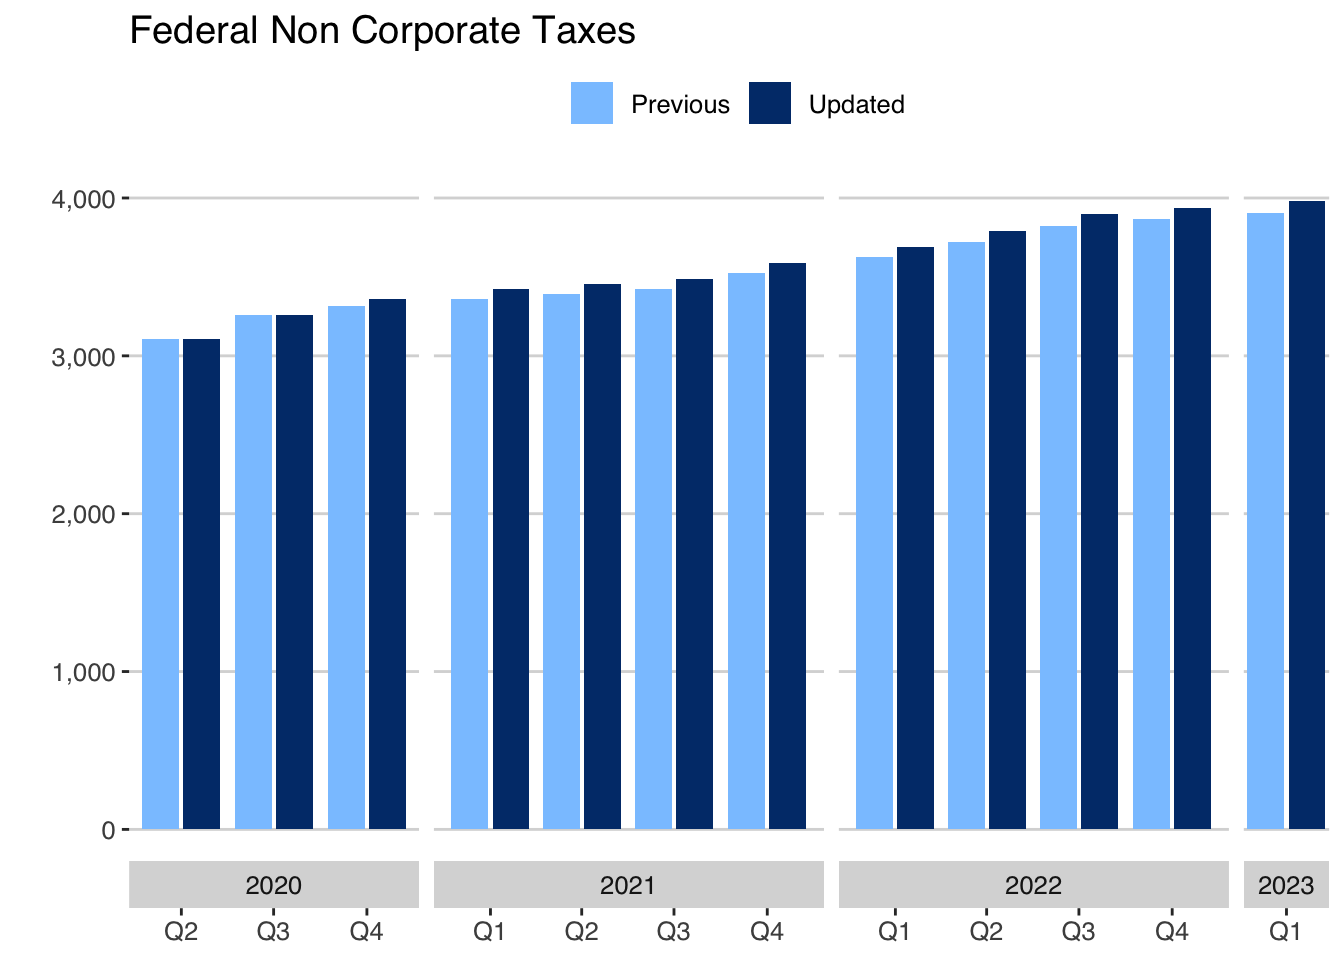 Federal Non Corporate Taxes
Previous Updated
4,000
3,000
2,000
1,000
0
2020 2021 2022 2023
Q2 Q3 Q4 Q1 Q2 Q3 Q4 Q1 Q2 Q3 Q4 Q1